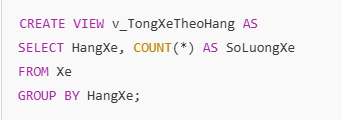 CREATE VIEW v_TongXeTheoHang AS
SELECT HangXe, COUNT(*) AS SoLuongXe
FROM Xe
GROUP BY HangXe;